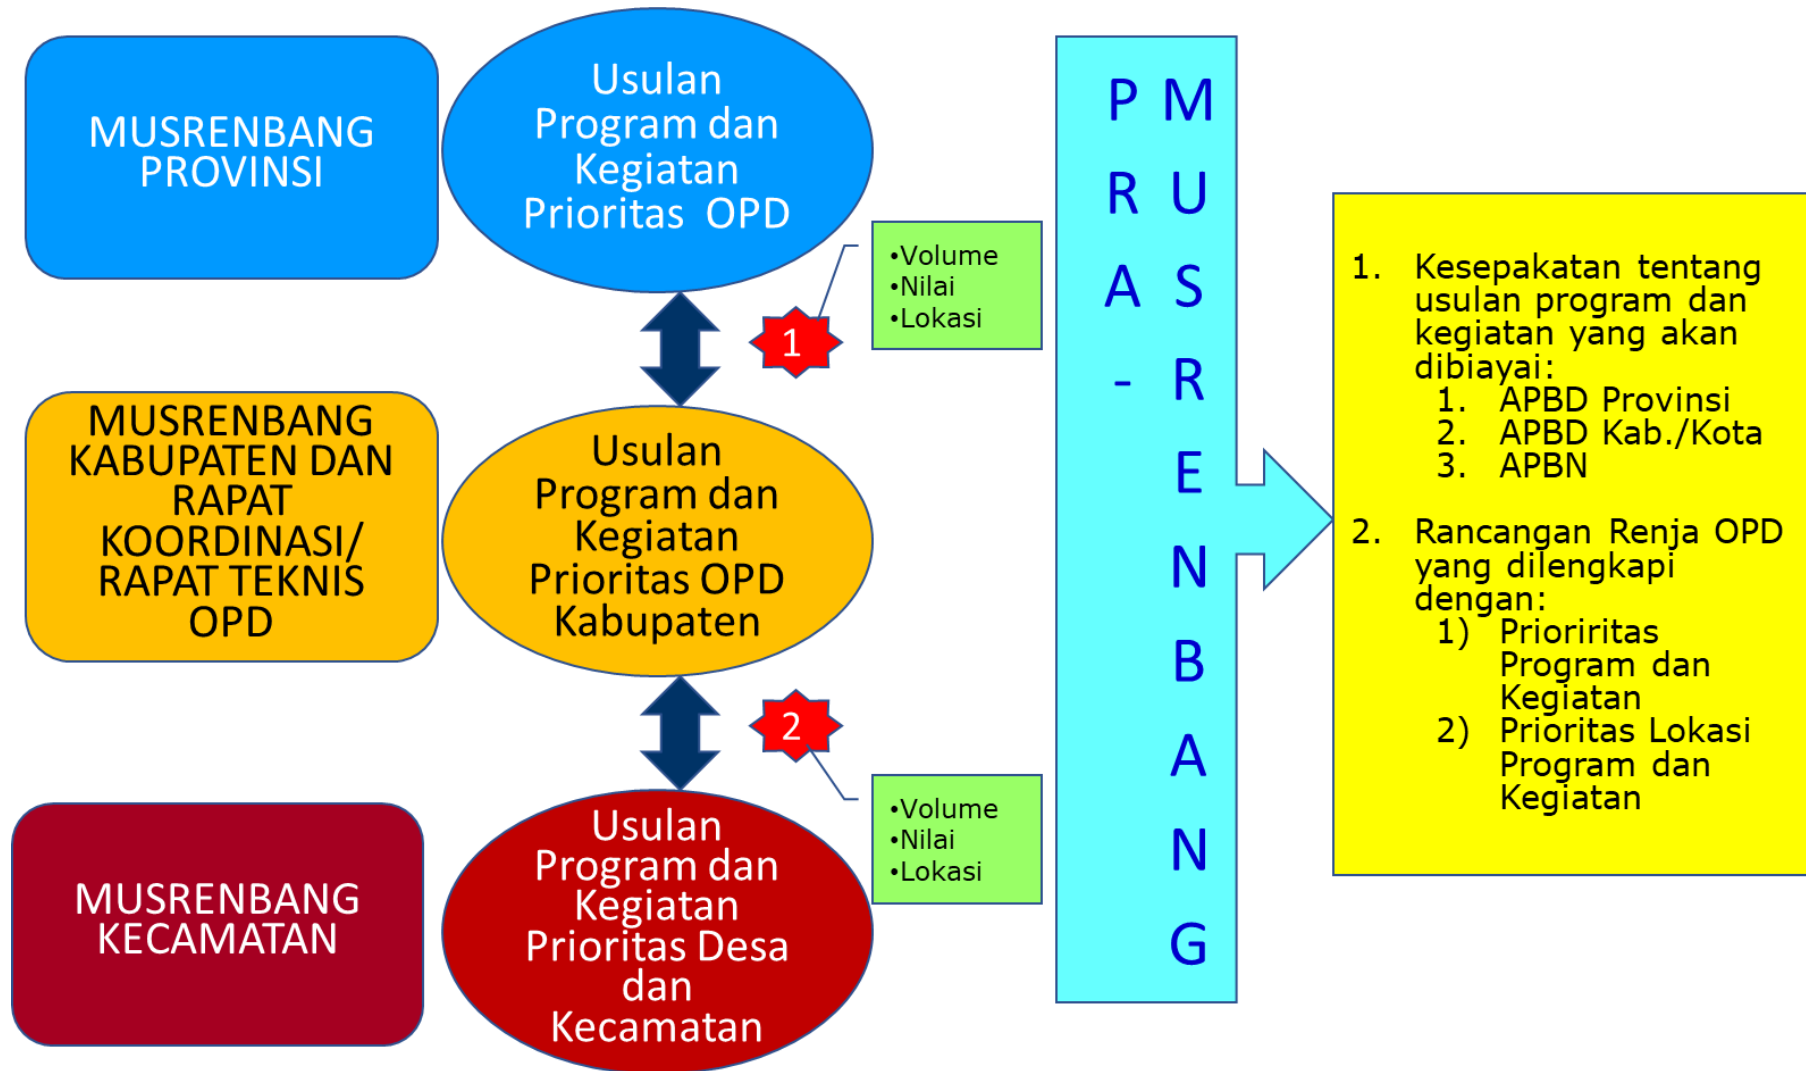 MUSRENBANG
PROVINSI
Usulan
Program dan
Kegiatan
Prioritas OPD
1
•Volume
•Nilai
•Lokasi
MUSRENBANG
KABUPATEN DAN
RAPAT
KOORDINASI/
RAPAT TEKNIS
OPD
Usulan
Program dan
Kegiatan
Prioritas OPD
Kabupaten
2
•Volume
•Nilai
•Lokasi
MUSRENBANG
KECAMATAN
Usulan
Program dan
Kegiatan
Prioritas Desa
dan
Kecamatan
PRA-
MUSRENBANG
1. Kesepakatan tentang
usulan program dan
kegiatan yang akan
dibiayai:
1. APBD Provinsi
2. APBD Kab./Kota
3. APBN
2. Rancangan Renja OPD
yang dilengkapi
dengan:
1) Prioriritas
Program dan
Kegiatan
2) Prioritas Lokasi
Program dan
Kegiatan